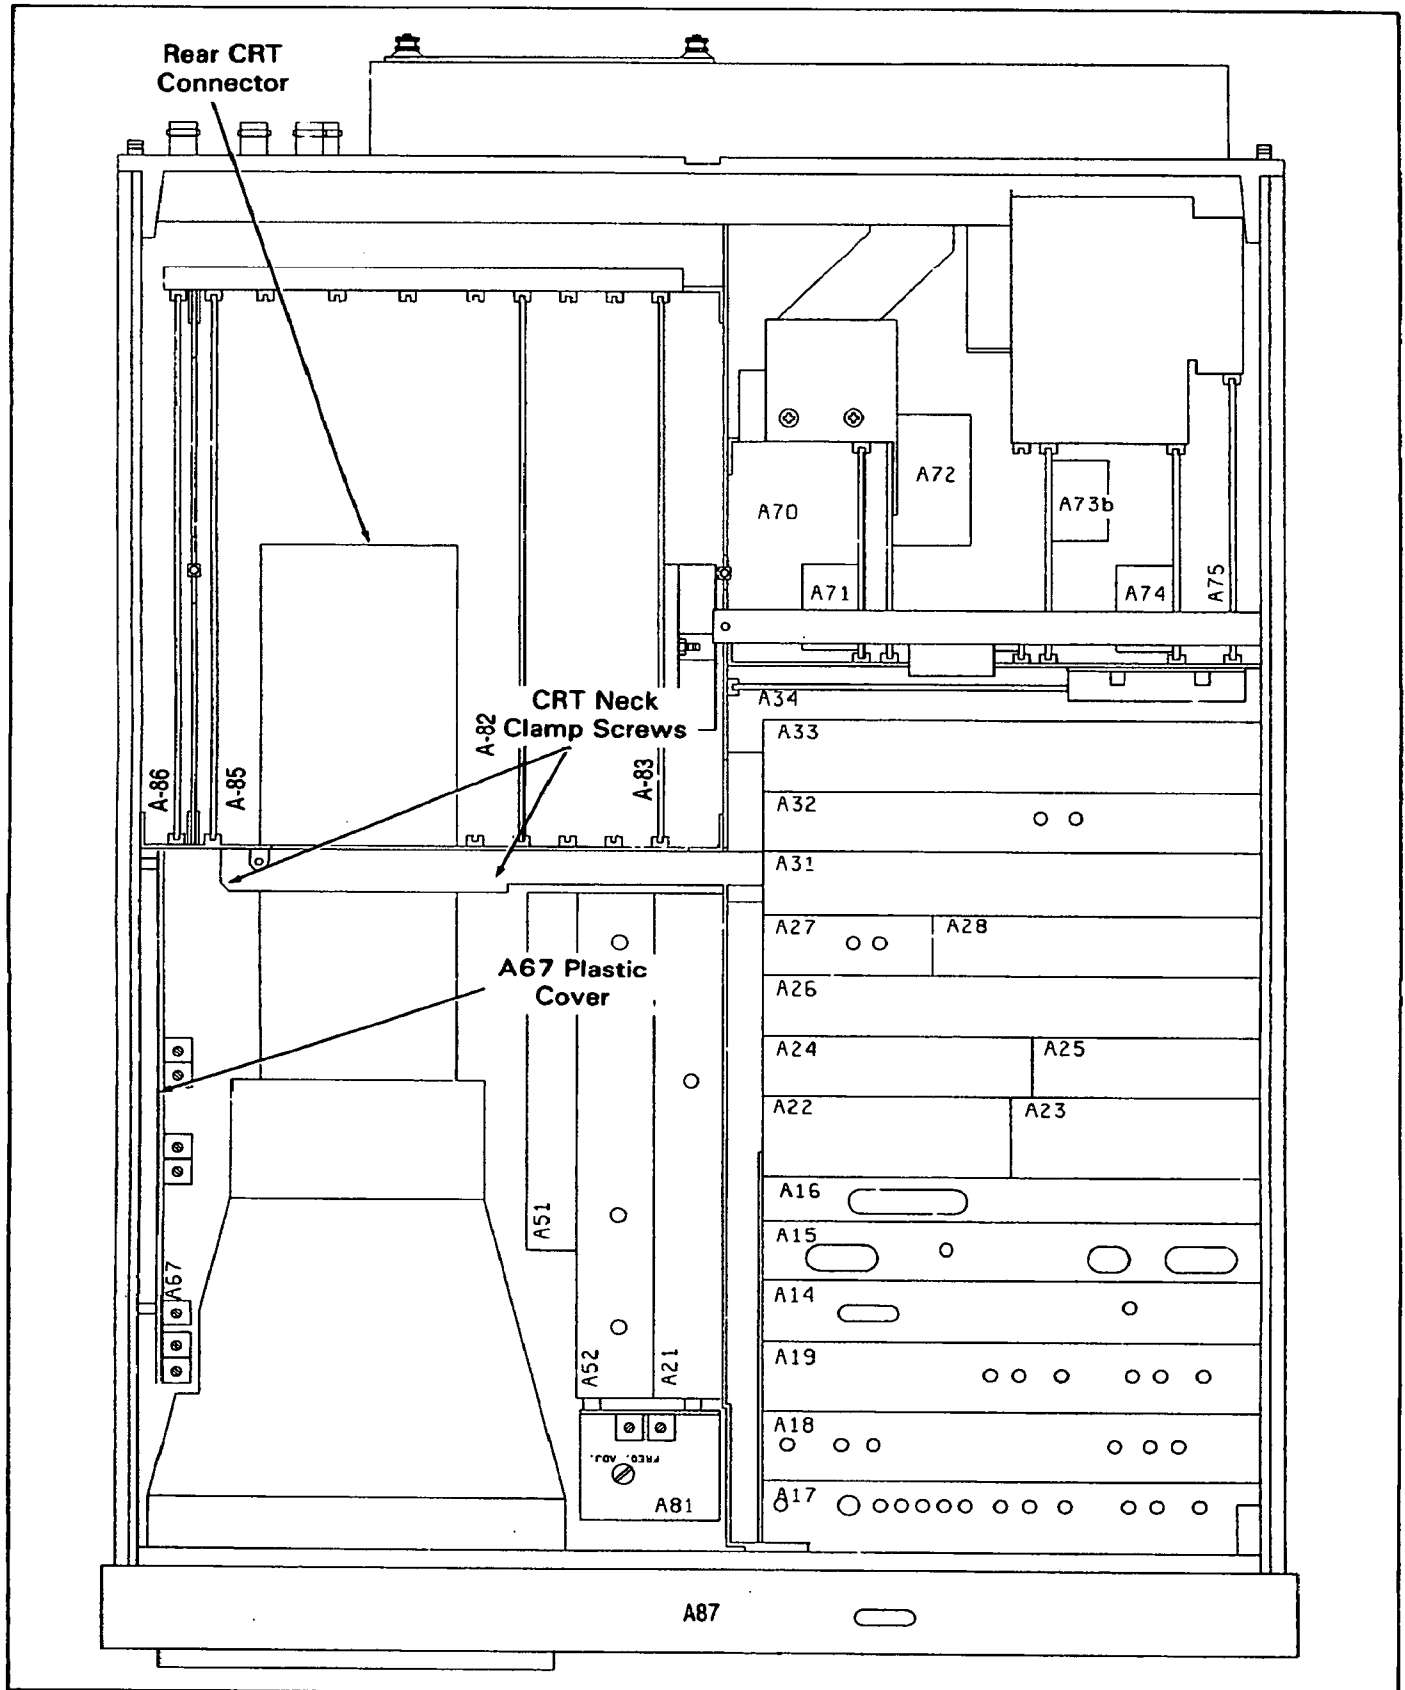 Rear CRT
Connector
A72
A70
A73b
A71
A74
A75
A34
CRT Neck
Clamp Screws
A-86
A-85
A-82
A-83
A33
A32
A31
A27
A28
A26
A67 Plastic
Cover
A24
A25
A22
A23
A16
A51
A15
A67
A14
A19
A52
A21
A18
FREQ. ADJ.
A81
A17
A87